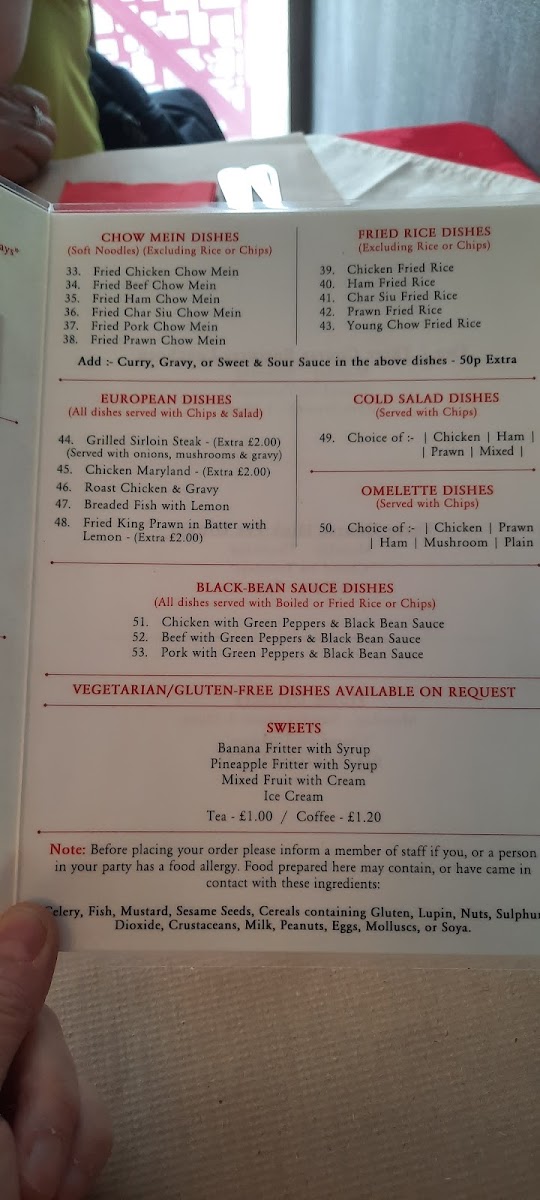 ays*
CHOW MEIN DISHES
(Soft Noodles) (Excluding Rice or Chips)
33. Fried Chicken Chow Mein
34. Fried Beef Chow Mein
35. Fried Ham Chow Mein
36. Fried Char Siu Chow Mein
37. Fried Pork Chow Mein
38. Fried Prawn Chow Mein
FRIED RICE DISHES
(Excluding Rice or Chips)
39. Chicken Fried Rice
40. Ham Fried Rice
41. Char Siu Fried Rice
42. Prawn Fried Rice
43. Young Chow Fried Rice
Add :- Curry, Gravy, or Sweet & Sour Sauce in the above dishes - 50p Extra
EUROPEAN DISHES
(All dishes served with Chips & Salad)
44. Grilled Sirloin Steak - (Extra £2.00)
(Served with onions, mushrooms & gravy)
45. Chicken Maryland - (Extra £2.00)
46. Roast Chicken & Gravy
47. Breaded Fish with Lemon
48. Fried King Prawn in Batter with
Lemon - (Extra £2.00)
COLD SALAD DISHES
(Served with Chips)
49. Choice of :- | Chicken | Ham |
| Prawn | Mixed |
OMELETTE DISHES
(Served with Chips)
50. Choice of :- | Chicken | Prawn
| Ham | Mushroom | Plain
BLACK-BEAN SAUCE DISHES
(All dishes served with Boiled or Fried Rice or Chips)
51. Chicken with Green Peppers & Black Bean Sauce
52. Beef with Green Peppers & Black Bean Sauce
53. Pork with Green Peppers & Black Bean Sauce
VEGETARIAN/GLUTEN-FREE DISHES AVAILABLE ON REQUEST
SWEETS
Banana Fritter with Syrup
Pineapple Fritter with Syrup
Mixed Fruit with Cream
Ice Cream
Tea - £1.00 / Coffee - £1.20
Note: Before placing your order please inform a member of staff if you, or a person
in your party has a food allergy. Food prepared here may contain, or have came in
contact with these ingredients:
Celery, Fish, Mustard, Sesame Seeds, Cereals containing Gluten, Lupin, Nuts, Sulphur
Dioxide, Crustaceans, Milk, Peanuts, Eggs, Molluscs, or Soya.